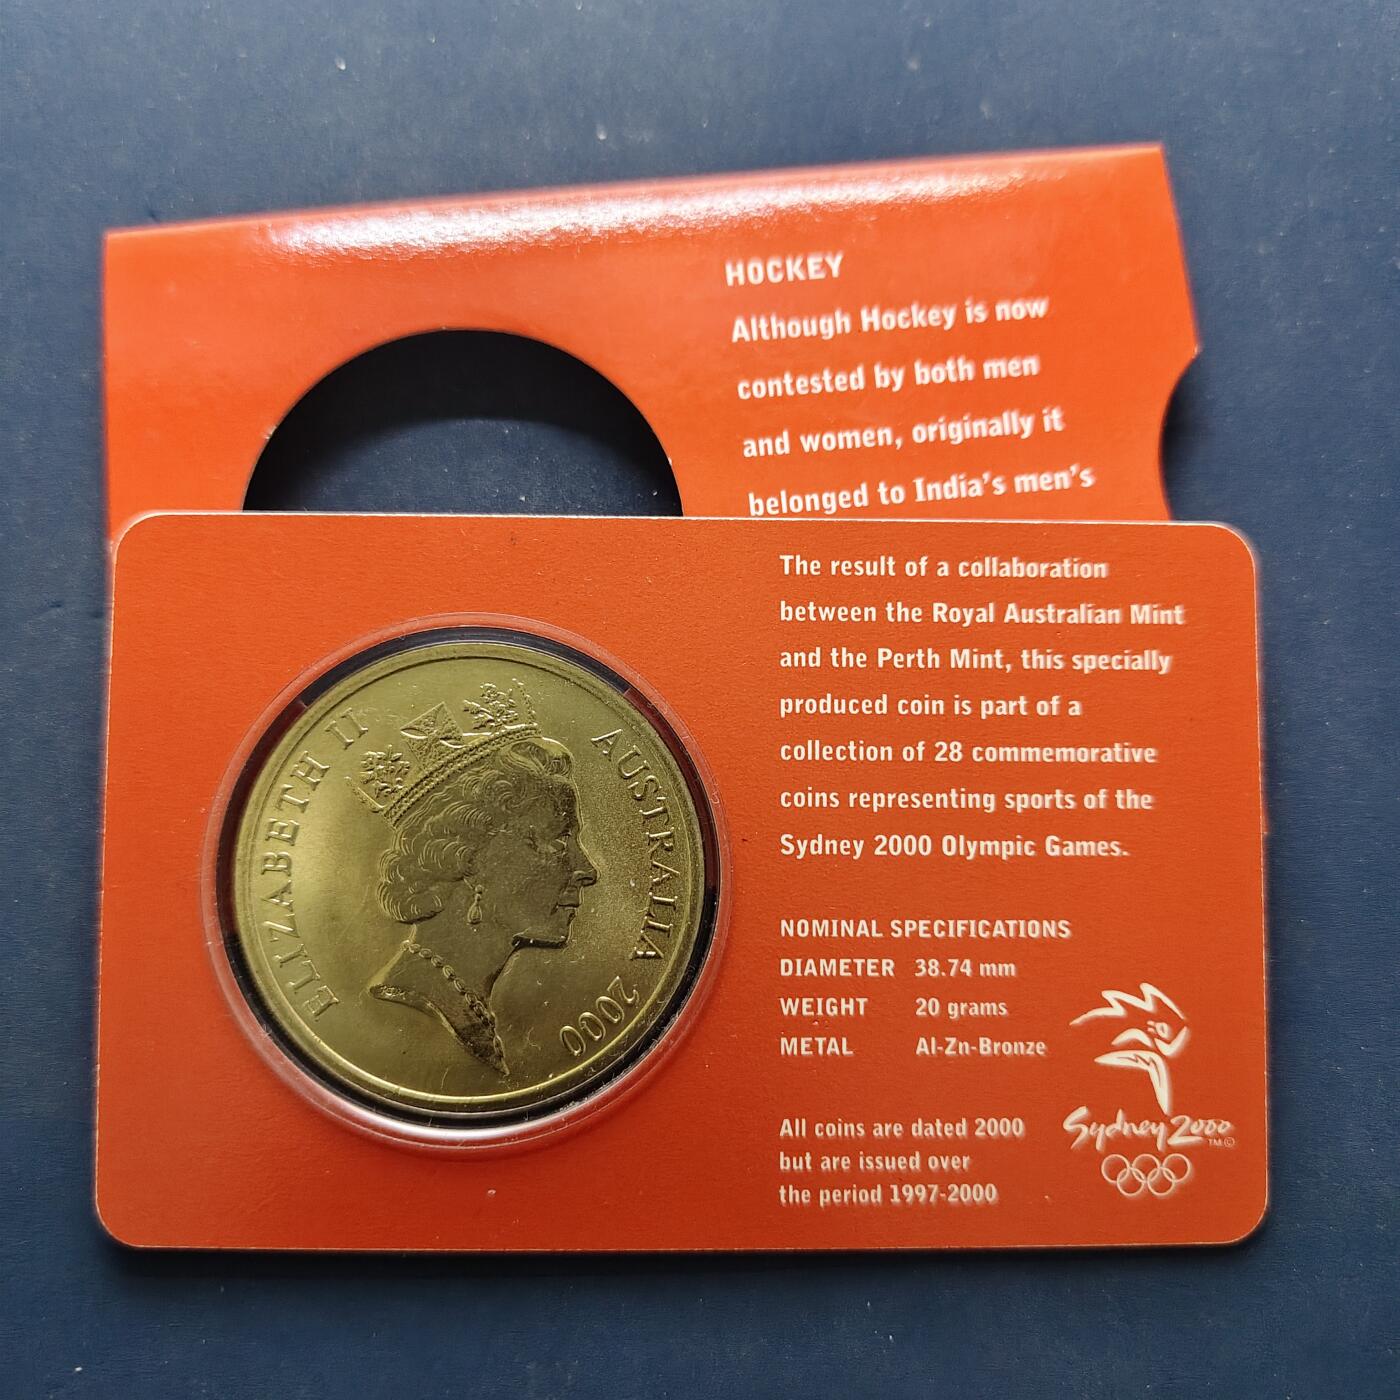 HOCKEY
Although Hockey is now
contested by both men
and women, originally it
belonged to India's men's
The result of a collaboration
between the Royal Australian Mint
and the Perth Mint, this specially
produced coin is part of a
collection of 28 commemorative
coins representing sports of the
Sydney 2000 Olympic Games.
NOMINAL SPECIFICATIONS
DIAMETER 38.74 mm
WEIGHT 20 grams
METAL Al-Zn-Bronze
All coins are dated 2000
but are issued over
the period 1997-2000
Sydney 2000
TM ©
ELIZABETH II
AUSTRALIA 2000